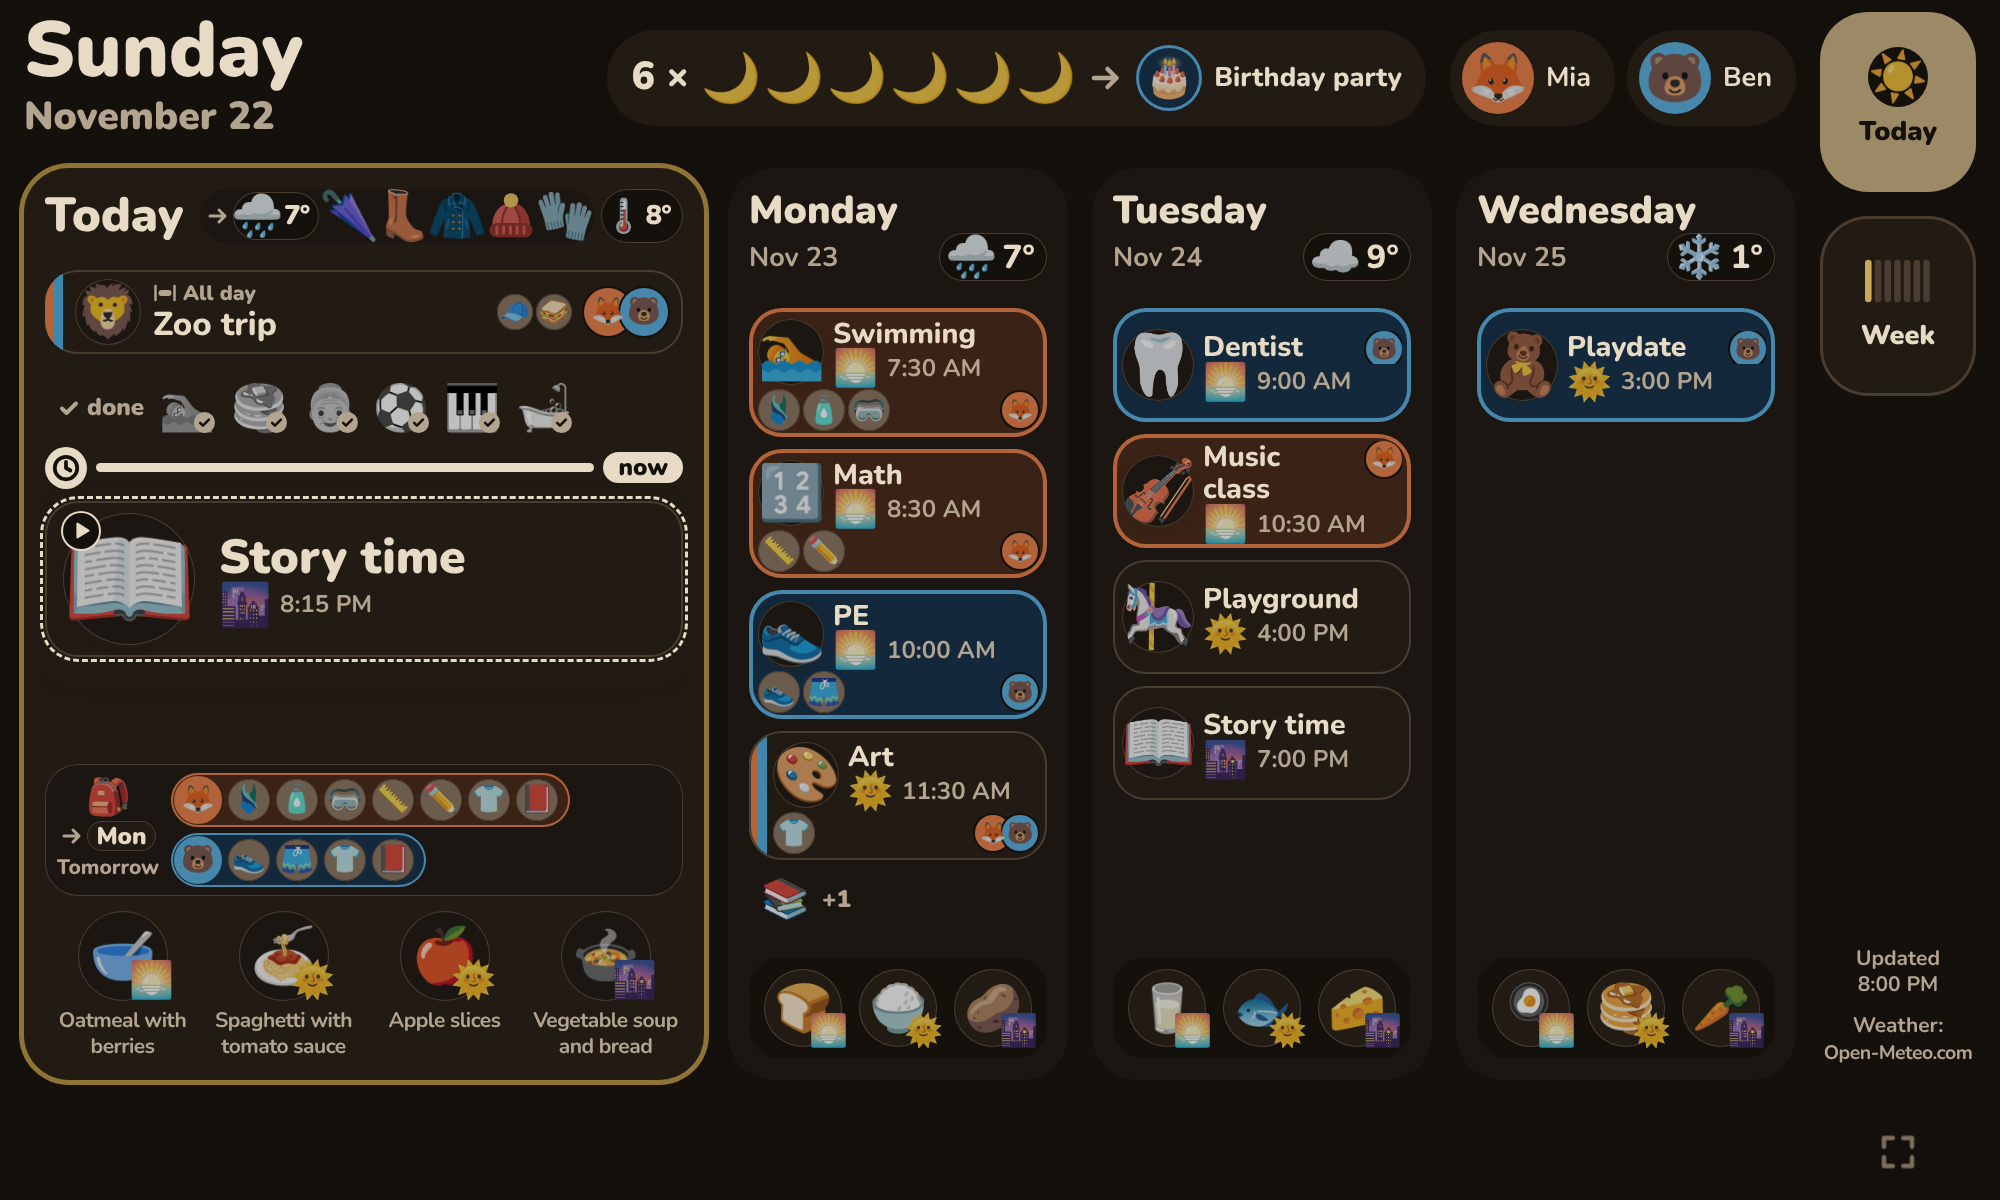 Sunday
November 22
6 ×
Birthday party
Mia
Ben
Today
Week
Today
7°
8°
All day
Zoo trip
done
now
Story time
8:15 PM
Mon
Tomorrow
Oatmeal with
berries
Spaghetti with
tomato sauce
Apple slices
Vegetable soup
and bread
Monday
Nov 23
7°
Swimming
7:30 AM
Math
8:30 AM
1 2
3 4
PE
10:00 AM
Art
11:30 AM
+1
Tuesday
Nov 24
9°
Dentist
9:00 AM
Music
class
10:30 AM
Playground
4:00 PM
Story time
7:00 PM
Wednesday
Nov 25
1°
Playdate
3:00 PM
Updated
8:00 PM
Weather:
Open-Meteo.com